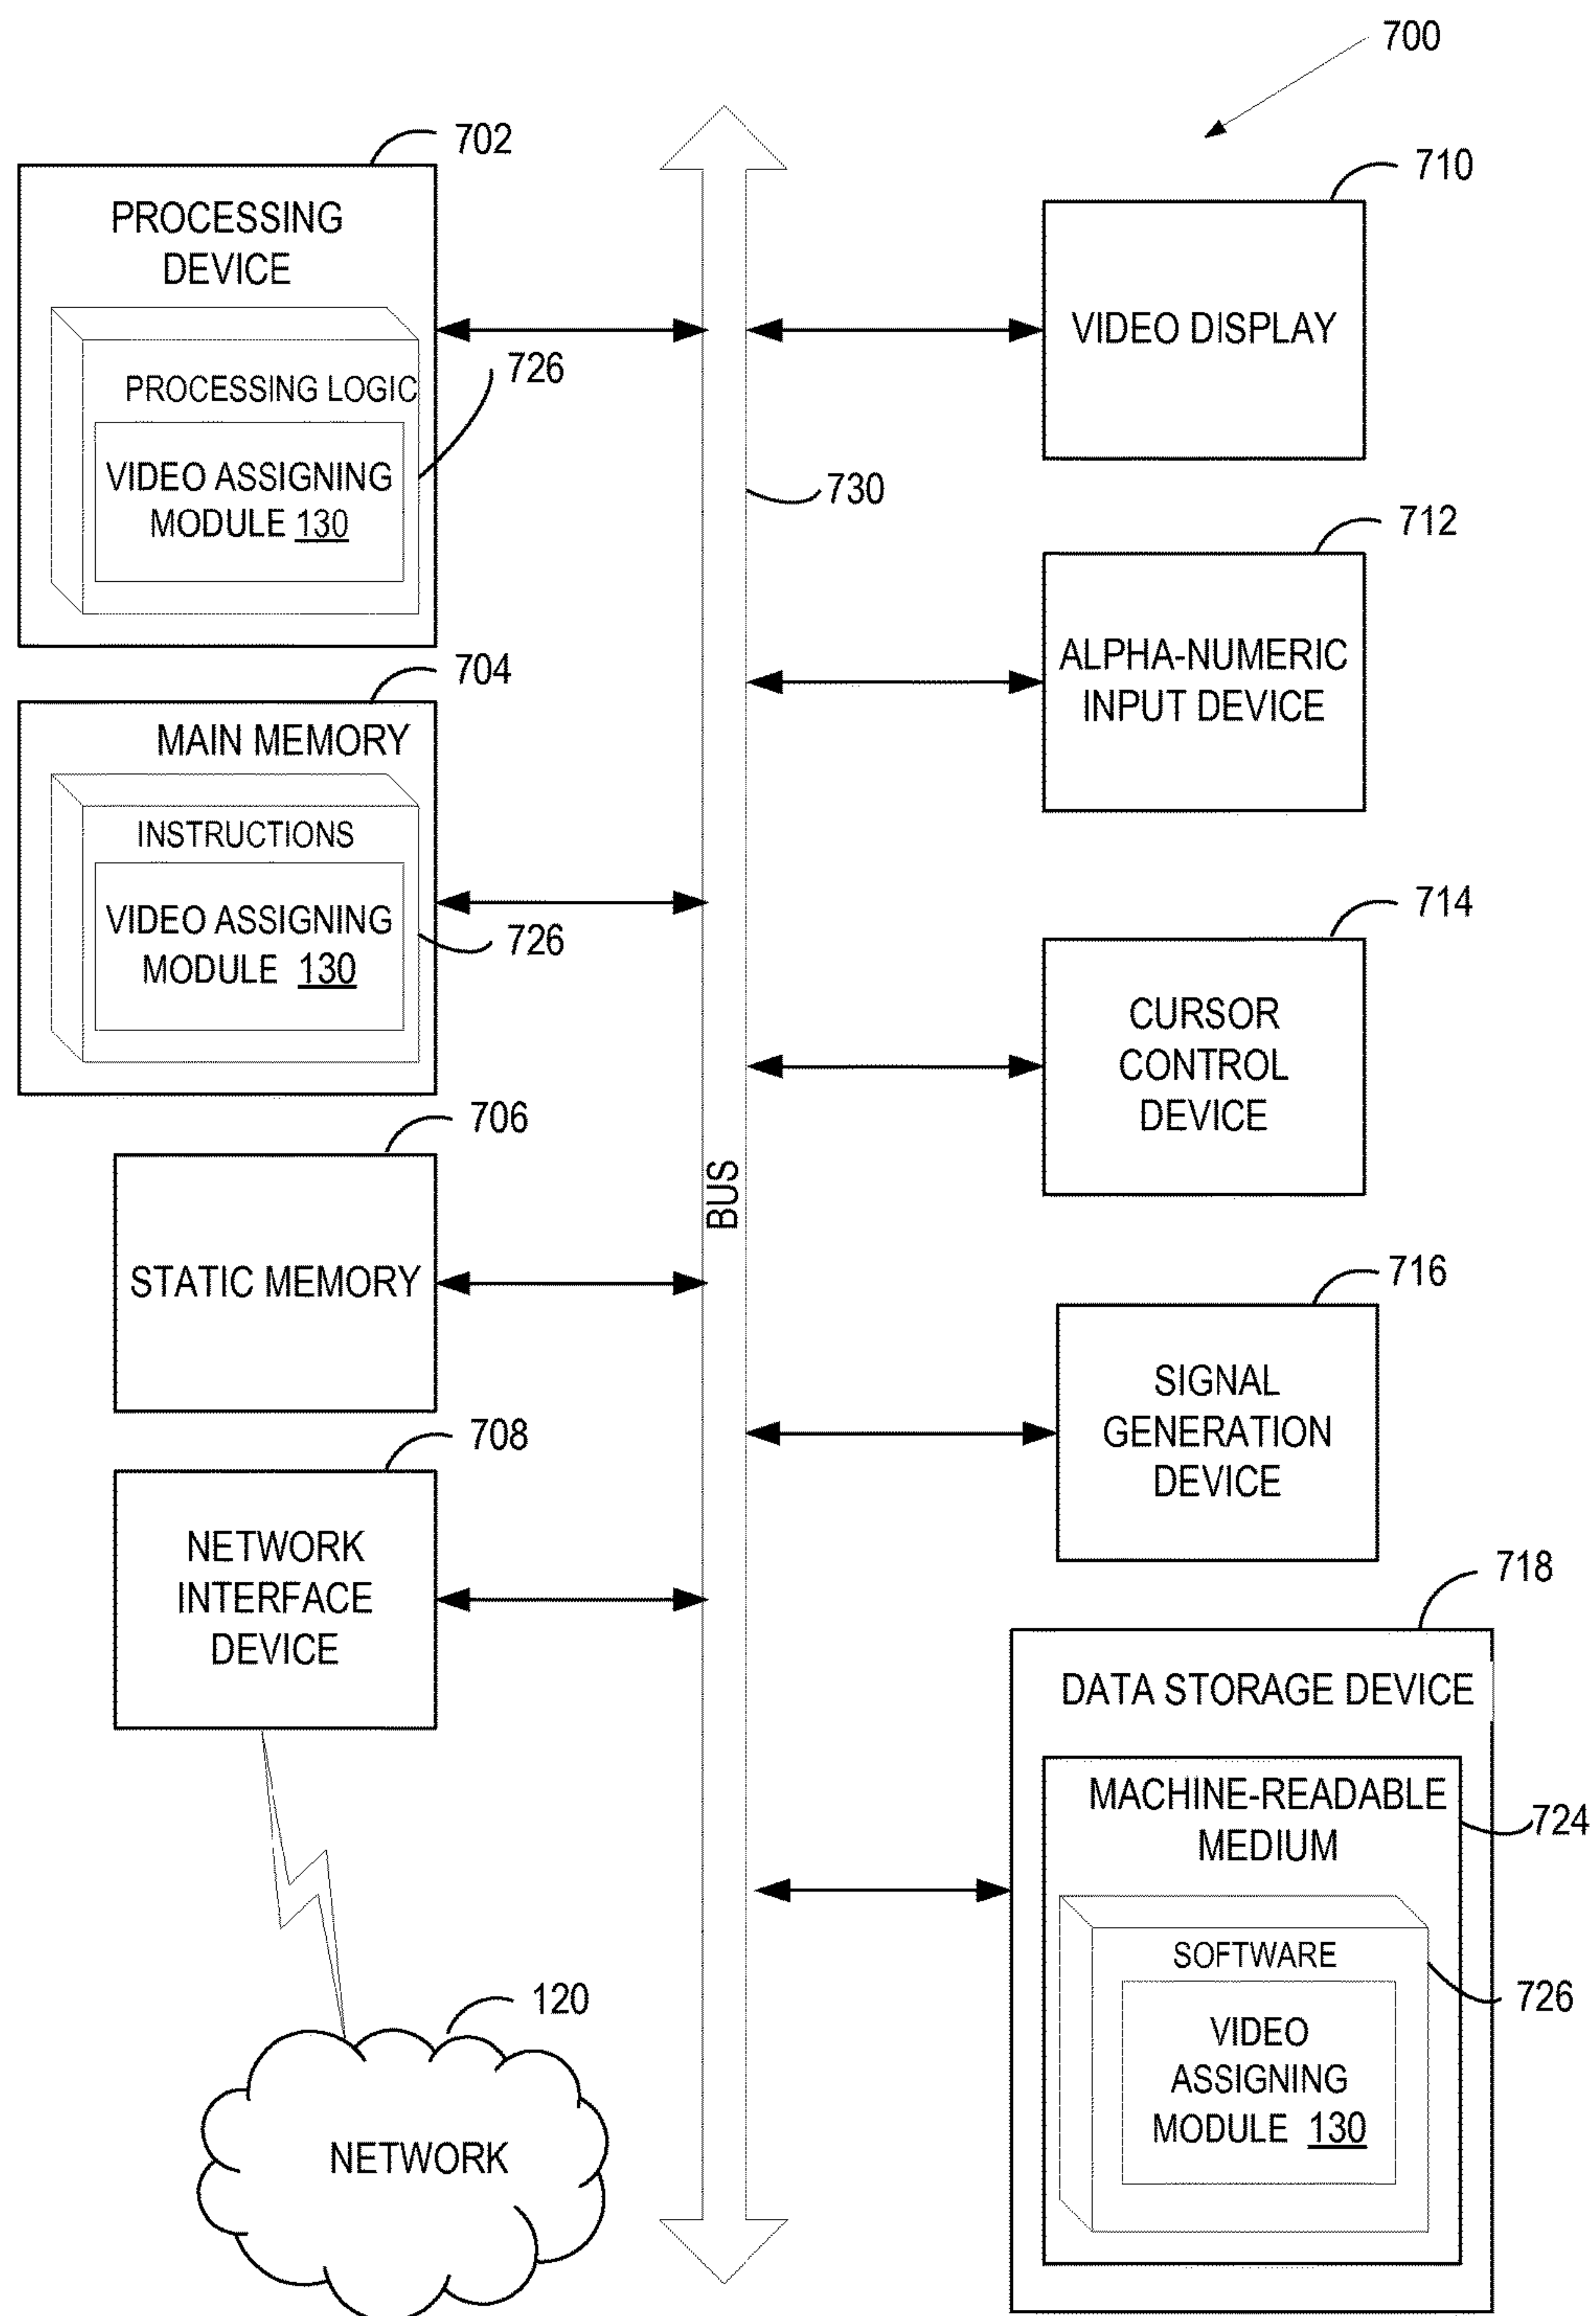 700
702
PROCESSING
DEVICE
PROCESSING LOGIC
726
VIDEO ASSIGNING
MODULE 130
704
MAIN MEMORY
INSTRUCTIONS
VIDEO ASSIGNING
MODULE 130
726
706
STATIC MEMORY
708
NETWORK
INTERFACE
DEVICE
120
NETWORK
BUS
730
710
VIDEO DISPLAY
712
ALPHA-NUMERIC
INPUT DEVICE
714
CURSOR
CONTROL
DEVICE
716
SIGNAL
GENERATION
DEVICE
718
DATA STORAGE DEVICE
MACHINE-READABLE
MEDIUM
724
SOFTWARE
726
VIDEO
ASSIGNING
MODULE 130